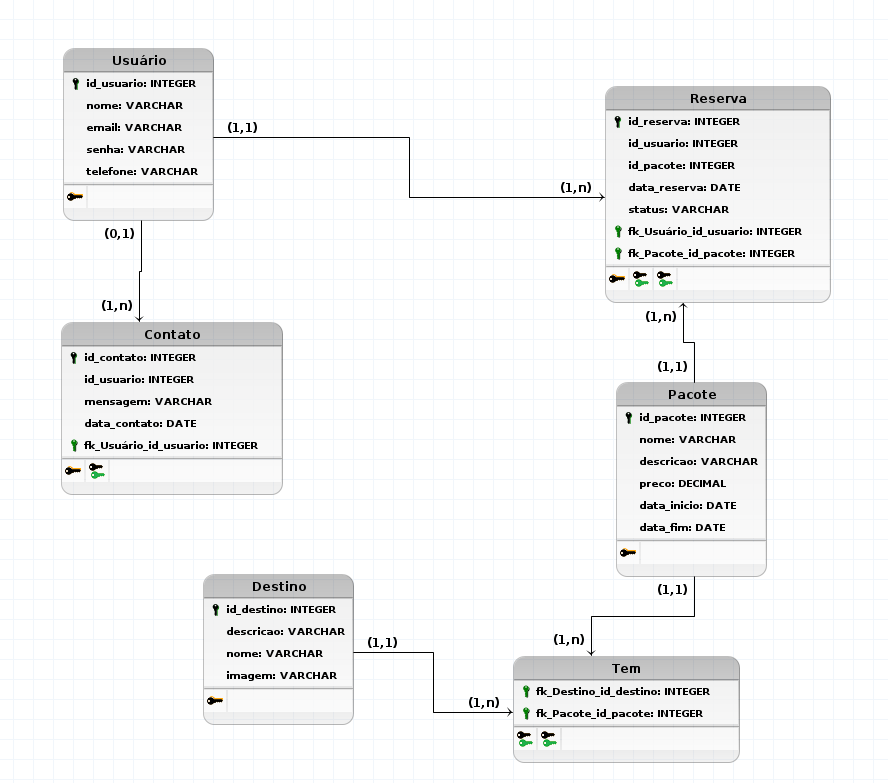 Usuário
id_usuario: INTEGER
nome: VARCHAR
email: VARCHAR
senha: VARCHAR
telefone: VARCHAR
(1,1)
(1,n)
Reserva
id_reserva: INTEGER
id_usuario: INTEGER
id_pacote: INTEGER
data_reserva: DATE
status: VARCHAR
fk_Usuário_id_usuario: INTEGER
fk_Pacote_id_pacote: INTEGER
(0,1)
(1,n)
Contato
id_contato: INTEGER
id_usuario: INTEGER
mensagem: VARCHAR
data_contato: DATE
fk_Usuário_id_usuario: INTEGER
(1,n)
(1,1)
Pacote
id_pacote: INTEGER
nome: VARCHAR
descricao: VARCHAR
preco: DECIMAL
data_inicio: DATE
data_fim: DATE
(1,1)
(1,n)
Destino
id_destino: INTEGER
descricao: VARCHAR
nome: VARCHAR
imagem: VARCHAR
(1,1)
(1,n)
Tem
fk_Destino_id_destino: INTEGER
fk_Pacote_id_pacote: INTEGER